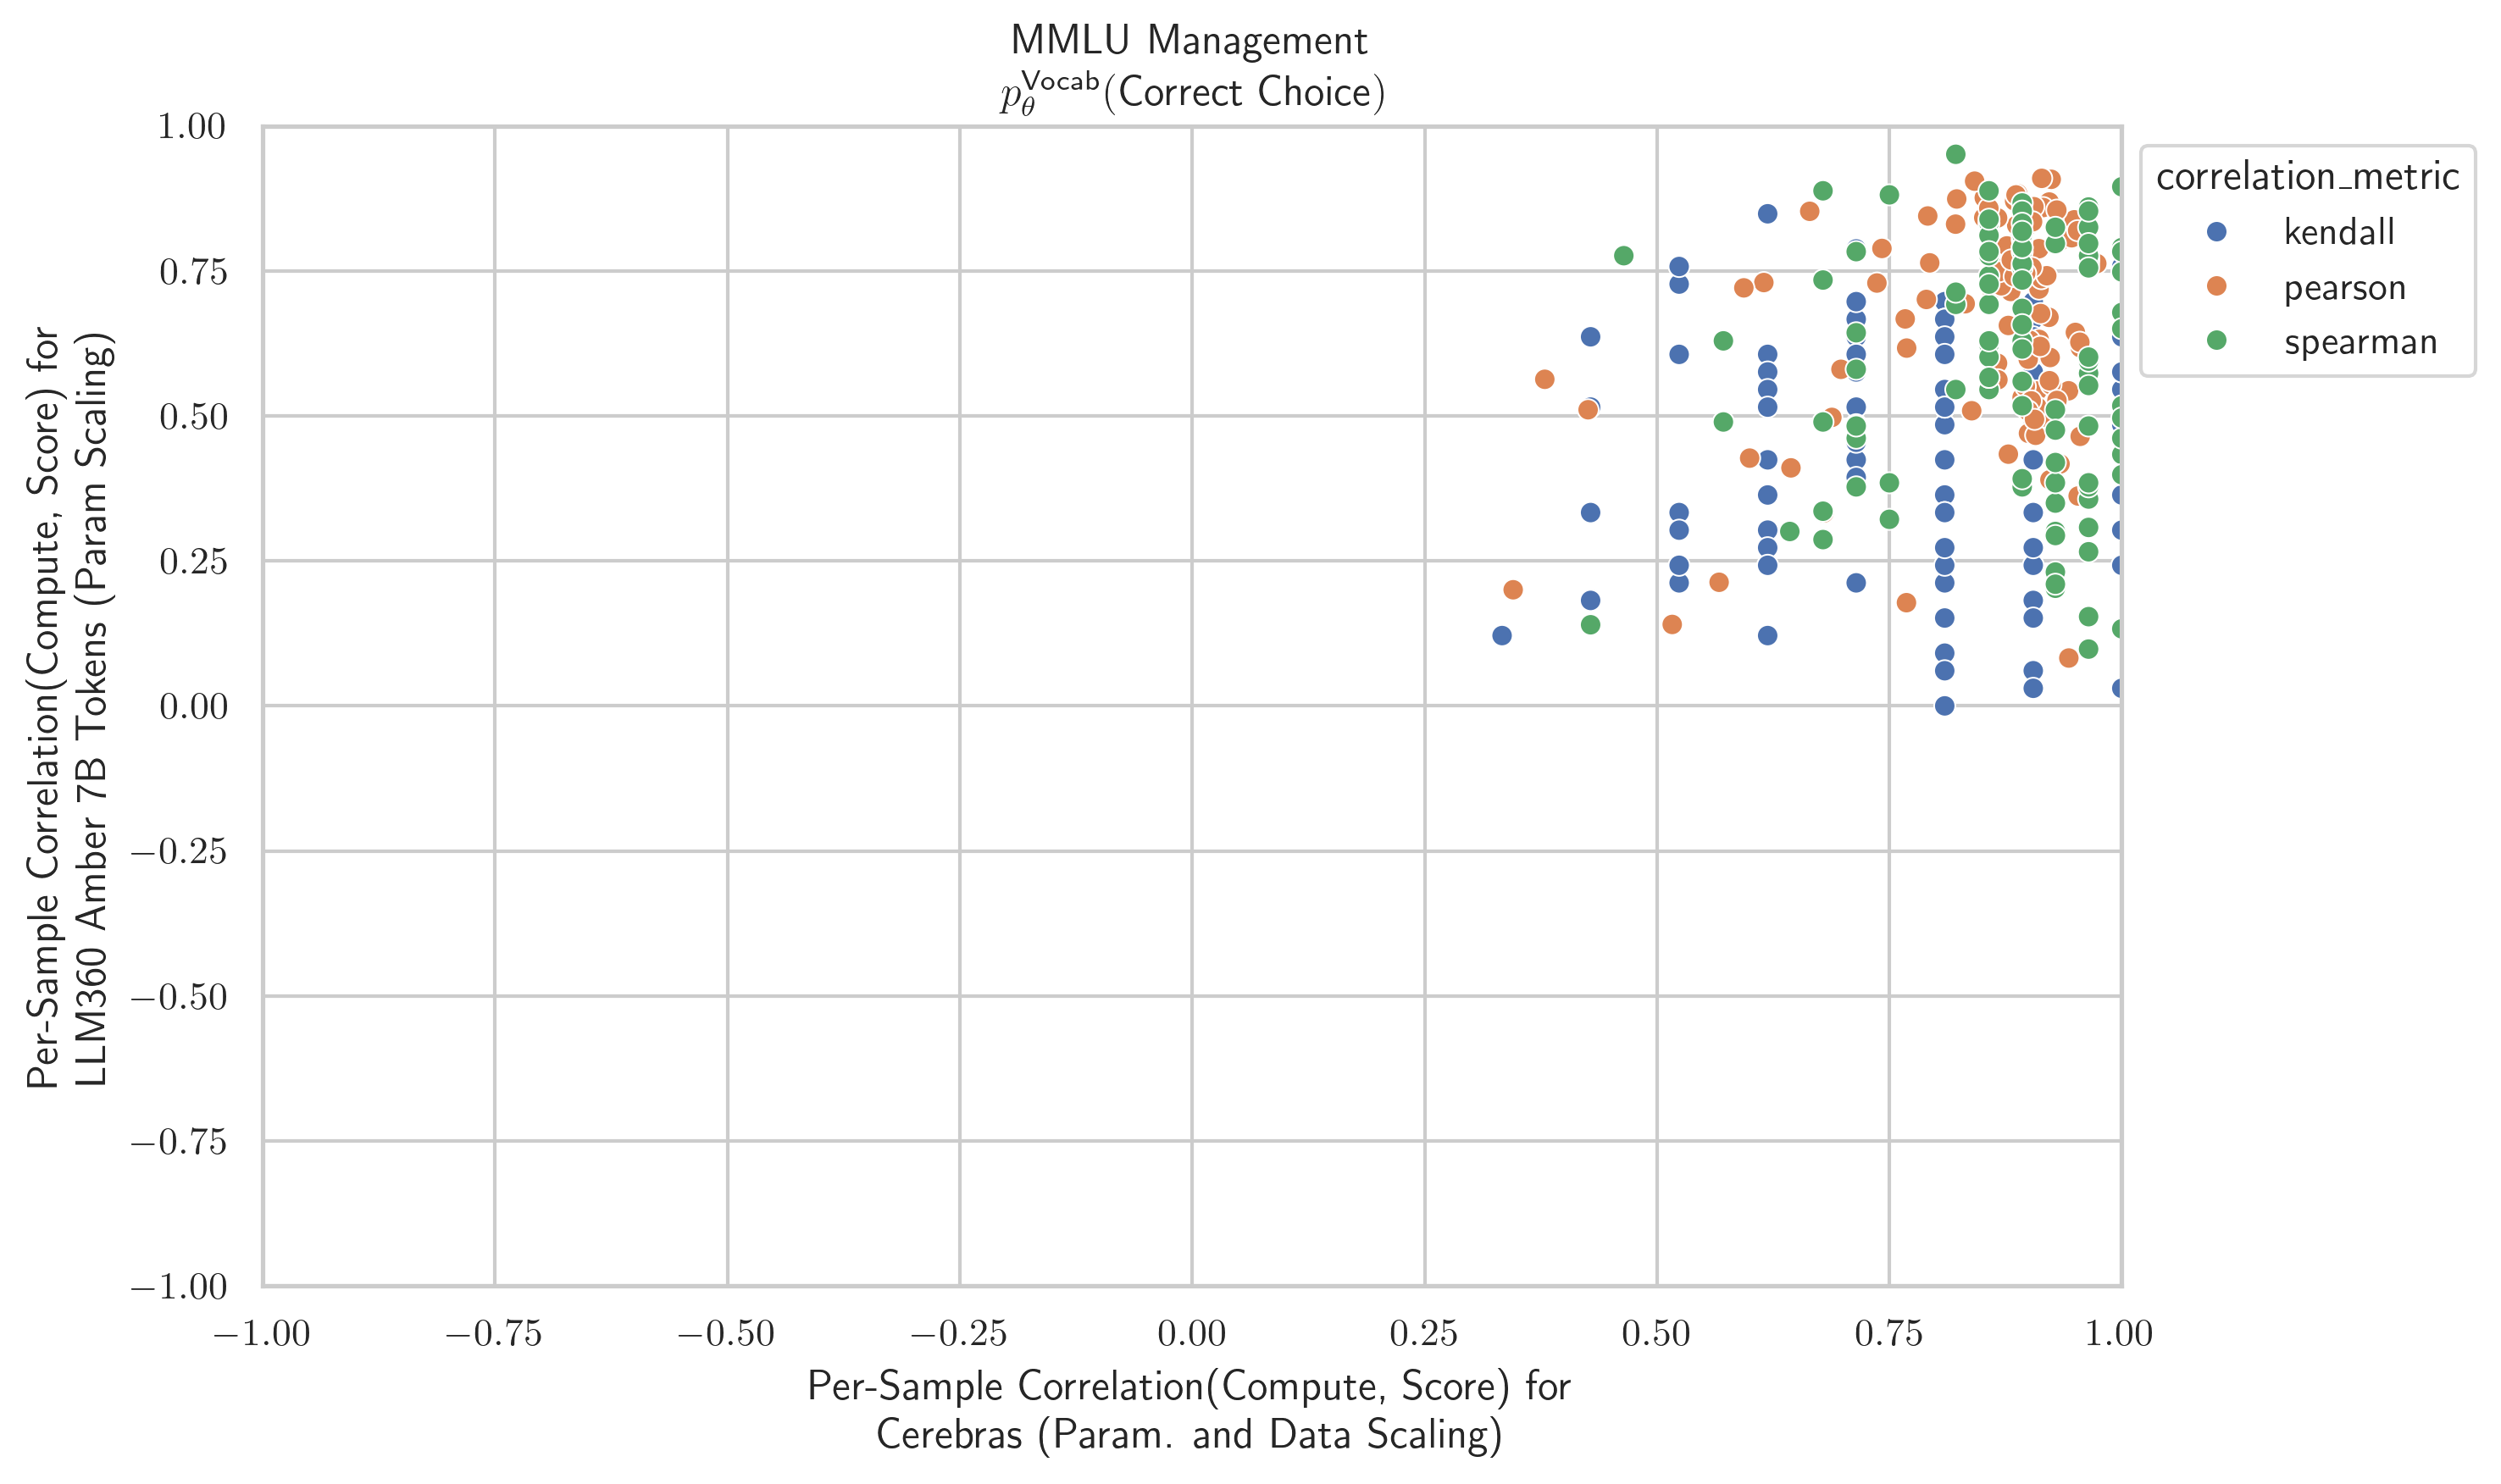 MMLU Management
pθVocab(Correct Choice)
Per-Sample Correlation(Compute, Score) for
LLM360 Amber 7B Tokens (Param Scaling)
1.00
0.75
0.50
0.25
0.00
−0.25
−0.50
−0.75
−1.00
−1.00 −0.75 −0.50 −0.25 0.00 0.25 0.50 0.75 1.00
Per-Sample Correlation(Compute, Score) for
Cerebras (Param. and Data Scaling)
correlation_metric
kendall
pearson
spearman